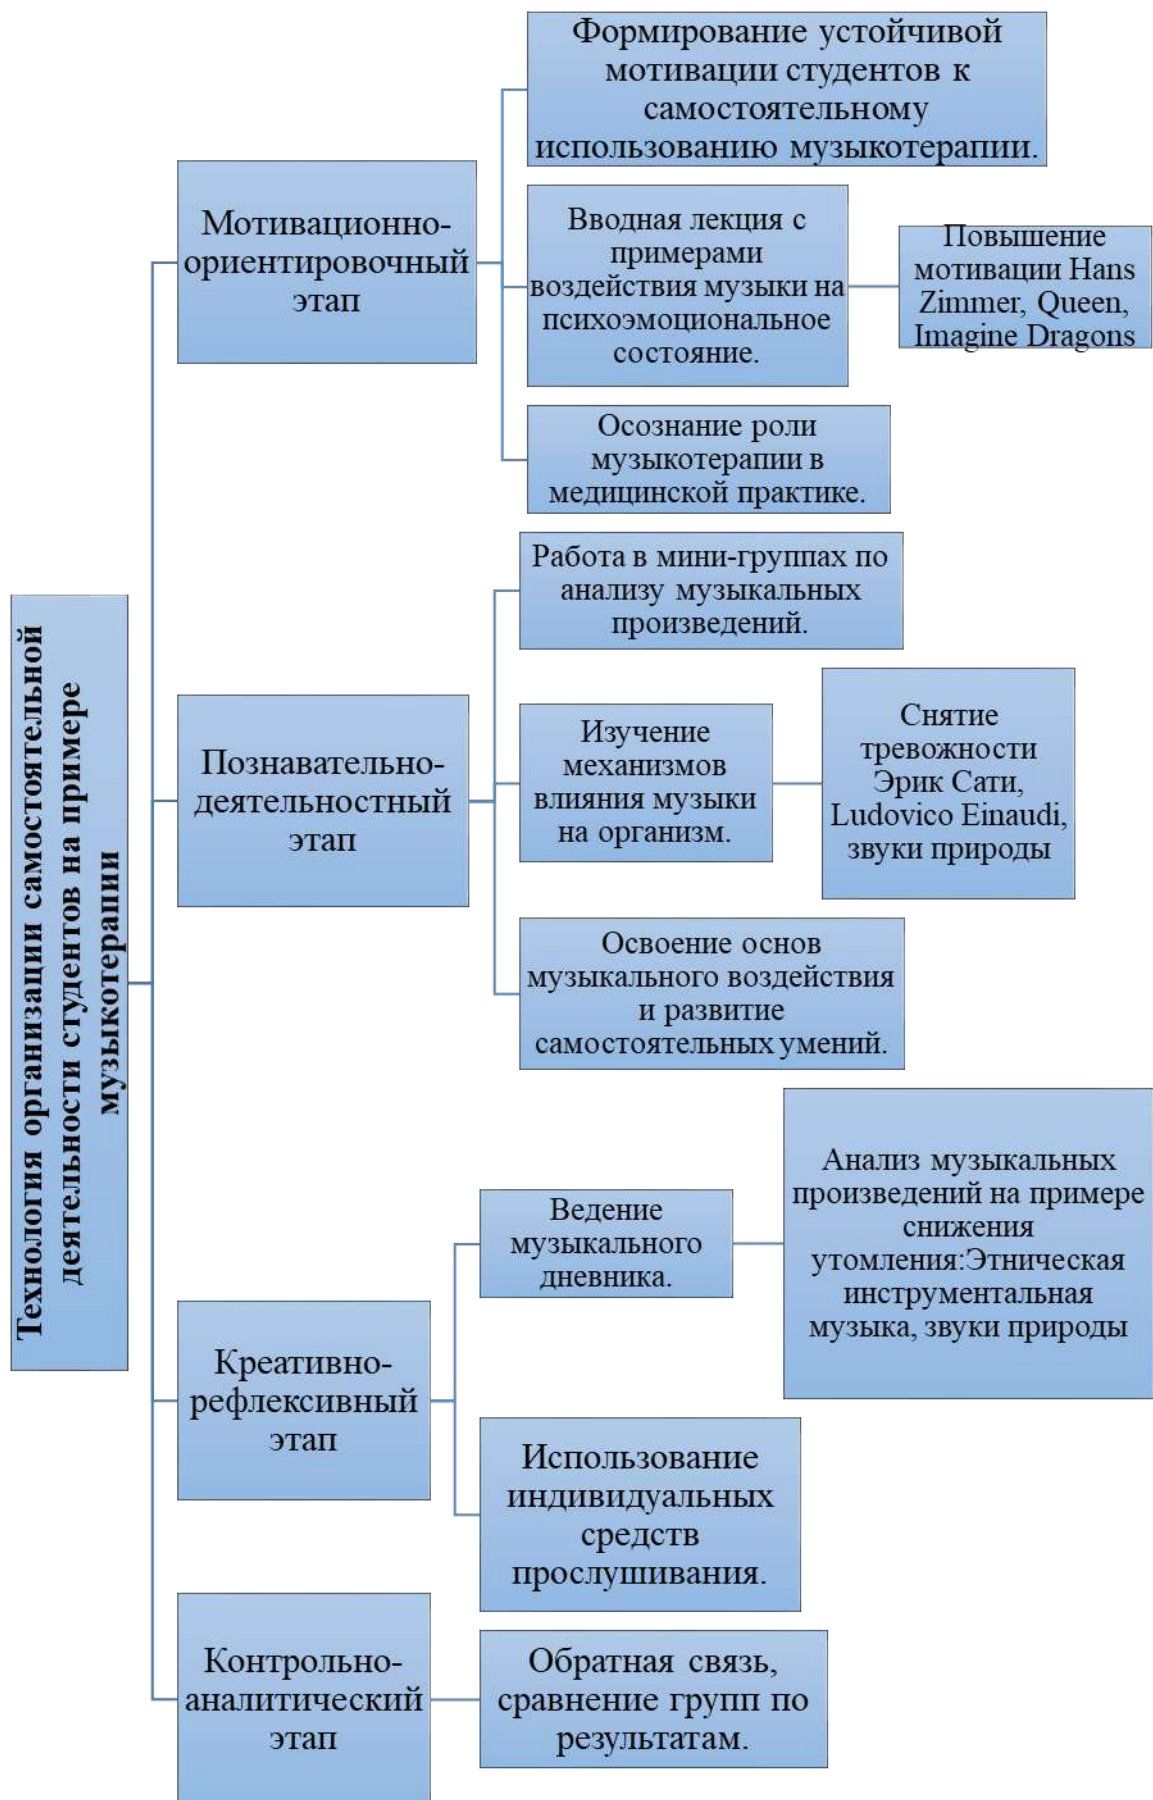 Технология организации самостоятельной
деятельности студентов на примере
музыкотерапии
Мотивационно-
ориентировочный
этап
Формирование устойчивой
мотивации студентов к
самостоятельному
использованию музыкотерапии.
Вводная лекция с
примерами
воздействия музыки на
психоэмоциональное
состояние.
Повышение
мотивации Hans
Zimmer, Queen,
Imagine Dragons
Осознание роли
музыкотерапии в
медицинской практике.
Познавательно-
деятельностный
этап
Работа в мини-группах по
анализу музыкальных
произведений.
Изучение
механизмов
влияния музыки
на организм.
Снятие
тревожности
Эрик Сати,
Ludovico Einaudi,
звуки природы
Освоение основ
музыкального воздействия
и развитие
самостоятельных умений.
Креативно-
рефлексивный
этап
Ведение
музыкального
дневника.
Анализ музыкальных
произведений на примере
снижения
утомления:Этническая
инструментальная
музыка, звуки природы
Использование
индивидуальных
средств
прослушивания.
Контрольно-
аналитический
этап
Обратная связь,
сравнение групп по
результатам.